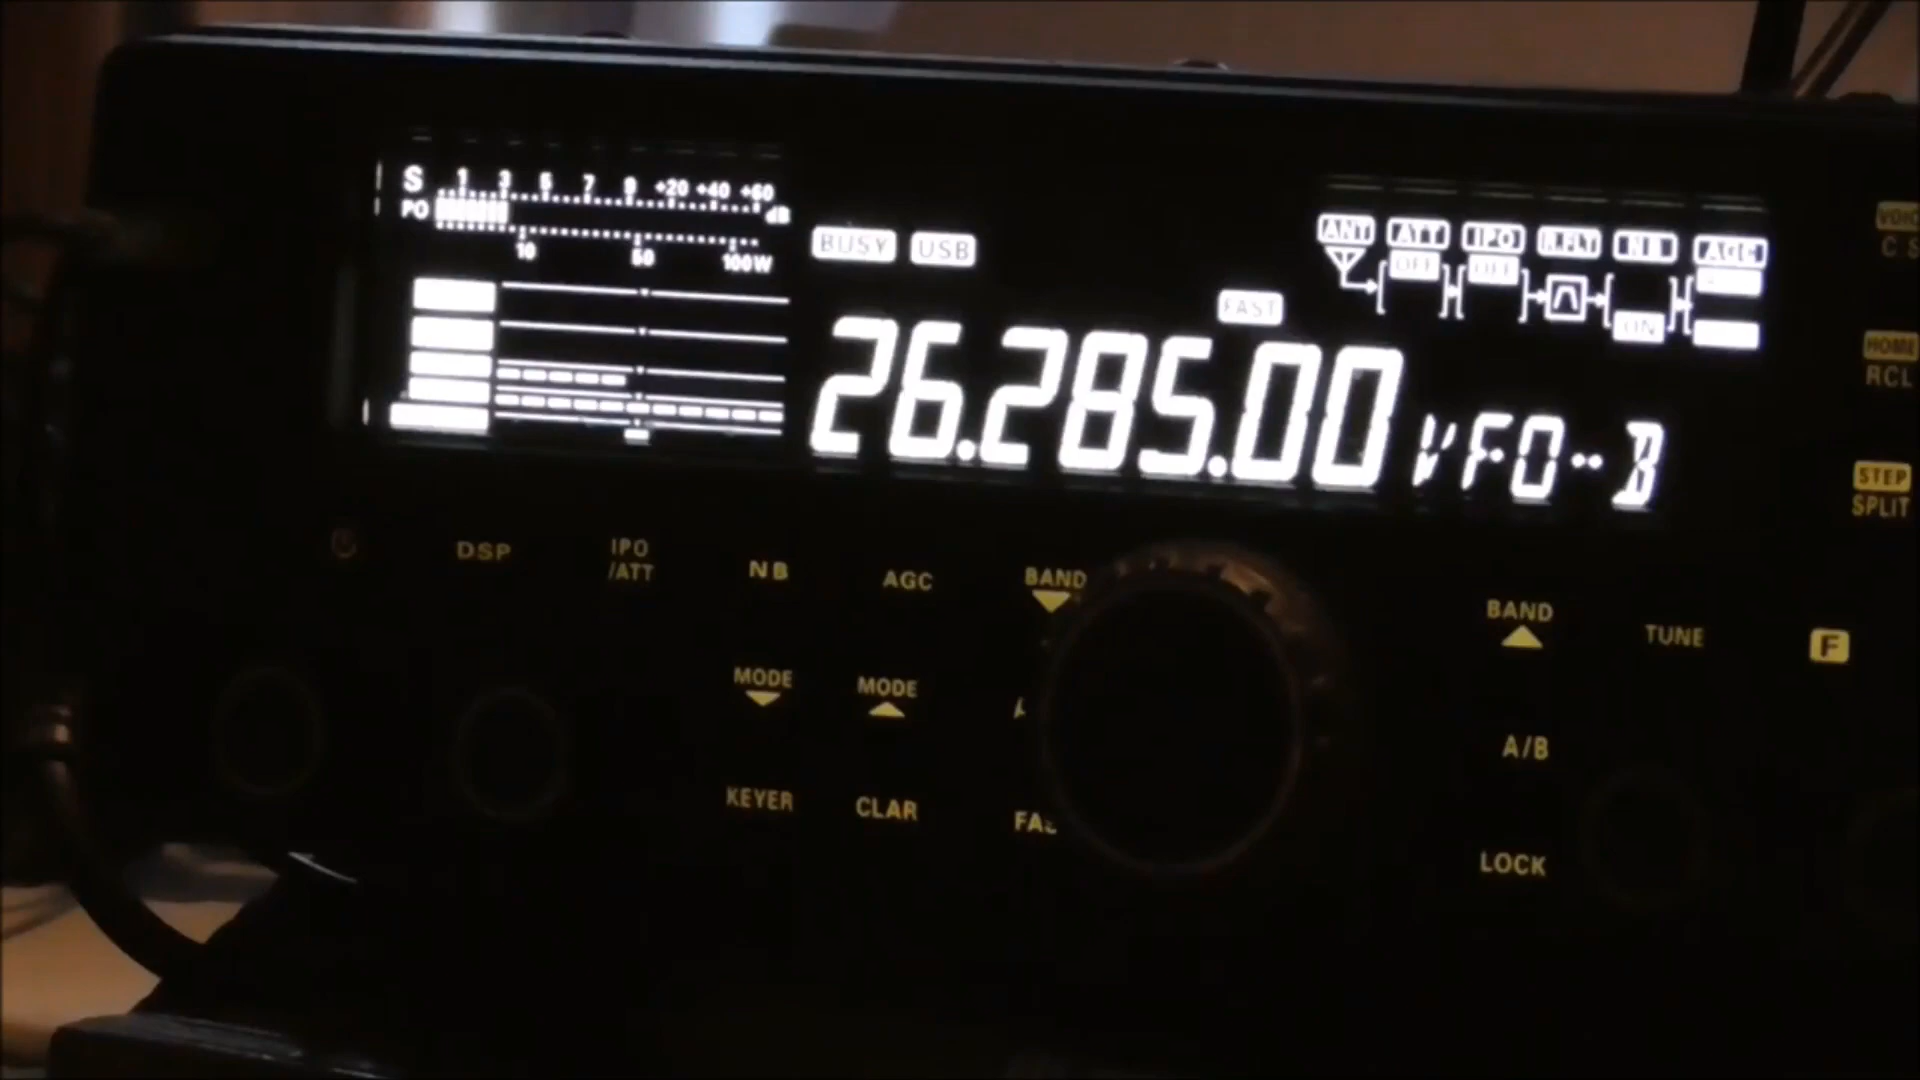 S 1 3 5 7 9 +20 +40 +60
PO dB
10 50 100W
BUSY USB
ANT ATT IPO R.FLT NB AGC
OFF OFF
ON
FAST
26.285.00 VFO-B
HOME
RCL
STEP
SPLIT
DSP
IPO
/ATT
NB
AGC
BAND
BAND
TUNE
F
MODE
MODE
A/B
KEYER
CLAR
LOCK